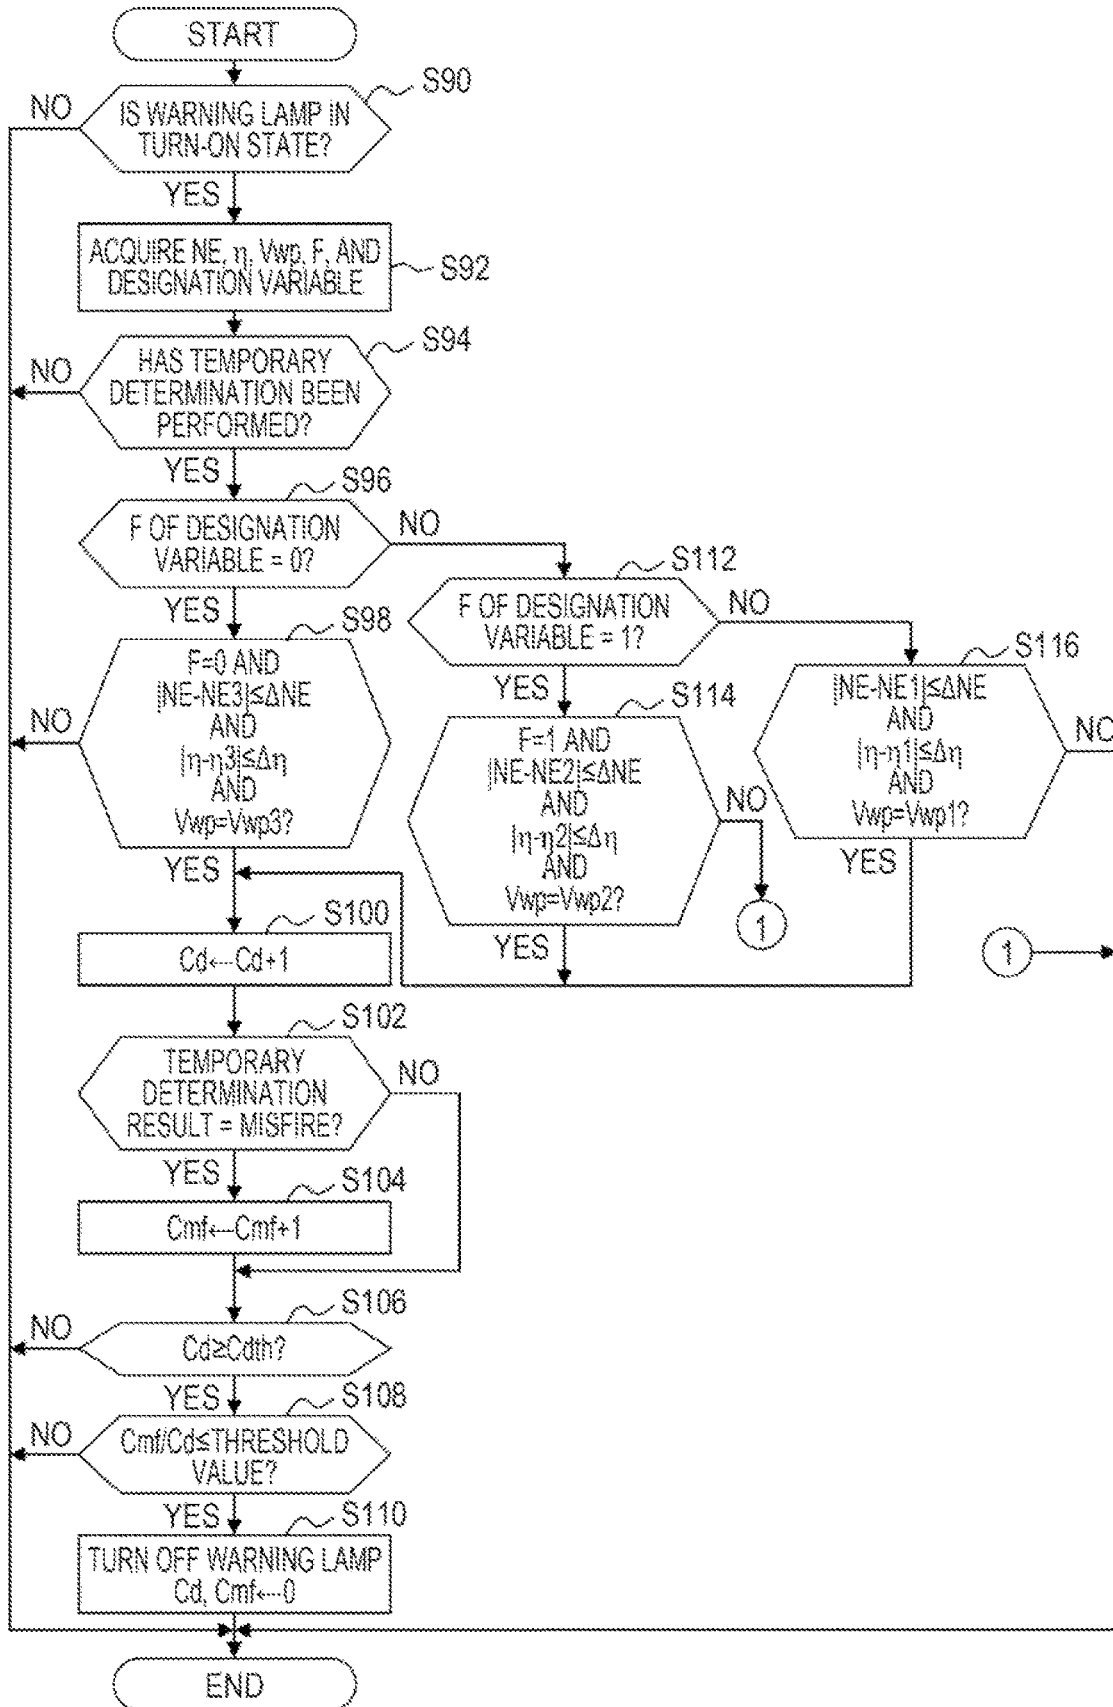 START
S90
NO
IS WARNING LAMP IN
TURN-ON STATE?
YES
ACQUIRE NE, η, Vwp, F, AND
DESIGNATION VARIABLE
S92
S94
NO
HAS TEMPORARY
DETERMINATION BEEN
PERFORMED?
YES
S96
F OF DESIGNATION
VARIABLE = 0?
NO
YES
S112
F OF DESIGNATION
VARIABLE = 1?
NO
YES
S98
NO
F=0 AND
|NE-NE3|≤ΔNE
AND
|η-η3|≤Δη
AND
Vwp=Vwp3?
YES
S114
F=1 AND
|NE-NE2|≤ΔNE
AND
|η-η2|≤Δη
AND
Vwp=Vwp2?
NO
YES
1
S116
|NE-NE1|≤ΔNE
AND
|η-η1|≤Δη
AND
Vwp=Vwp1?
NO
YES
1
S100
Cd←Cd+1
S102
TEMPORARY
DETERMINATION
RESULT = MISFIRE?
NO
YES
S104
Cmf←Cmf+1
S106
NO
Cd≥Cdth?
YES
S108
NO
Cmf/Cd≤THRESHOLD
VALUE?
YES
S110
TURN OFF WARNING LAMP
Cd, Cmf←0
END